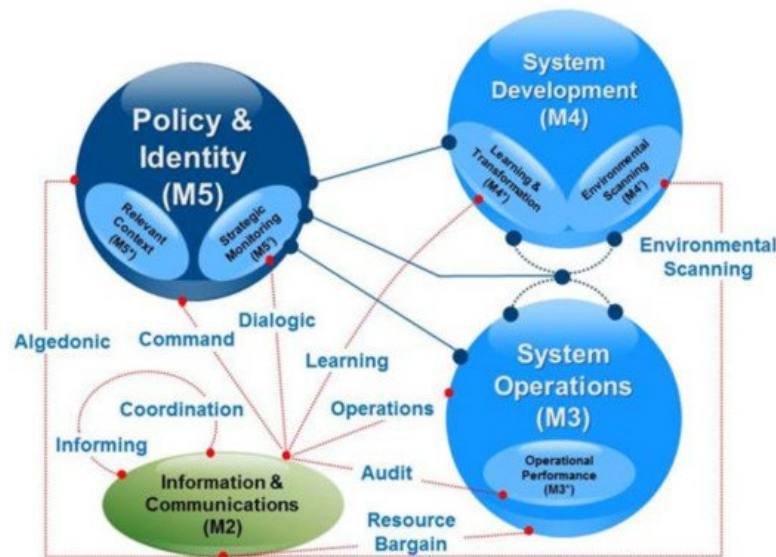 Policy &
Identity
(M5)
Relevant
Context
(M5*)
Strategic
Monitoring
(M5')
System
Development
(M4)
Learning &
Transformation
(M4*)
Environmental
Scanning
(M4')
Environmental
Scanning
Algedonic
Command
Dialogic
Learning
Operations
Coordination
Informing
Audit
Resource
Bargain
System
Operations
(M3)
Operational
Performance
(M3*)
Information &
Communications
(M2)